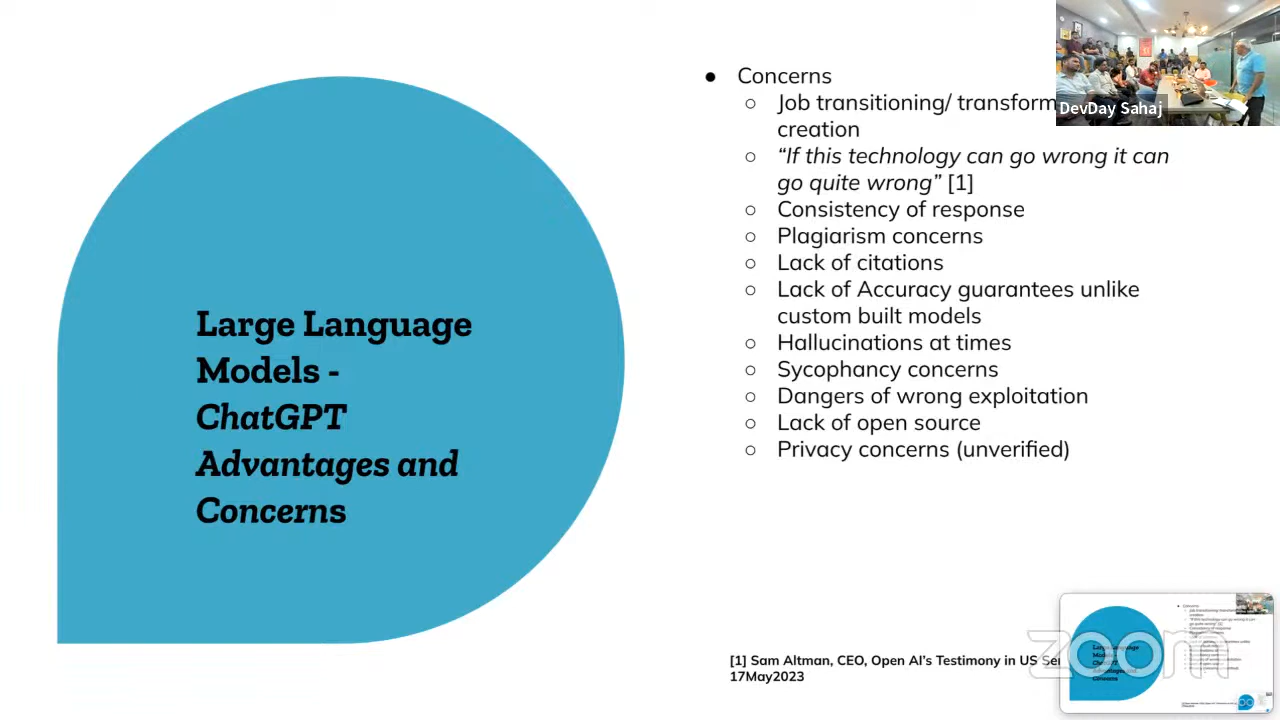 Large Language
Models -
ChatGPT
Advantages and
Concerns
● Concerns
○ Job transitioning/ transform
creation
○ “If this technology can go wrong it can
go quite wrong” [1]
○ Consistency of response
○ Plagiarism concerns
○ Lack of citations
○ Lack of Accuracy guarantees unlike
custom built models
○ Hallucinations at times
○ Sycophancy concerns
○ Dangers of wrong exploitation
○ Lack of open source
○ Privacy concerns (unverified)
[1] Sam Altman, CEO, Open AI's Testimony in US Se
17May2023
DevDay Sahaj
zoom